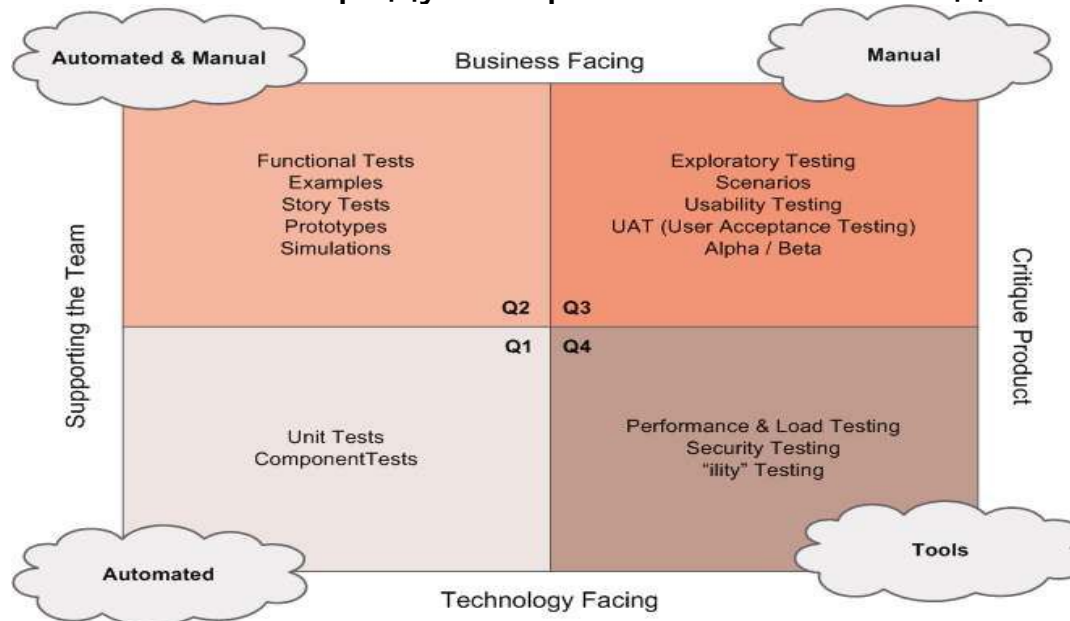 Automated & Manual
Business Facing
Manual
Functional Tests
Examples
Story Tests
Prototypes
Simulations
Exploratory Testing
Scenarios
Usability Testing
UAT (User Acceptance Testing)
Alpha / Beta
Supporting the Team
Critique Product
Q2
Q3
Q1
Q4
Unit Tests
ComponentTests
Performance & Load Testing
Security Testing
“ility” Testing
Automated
Technology Facing
Tools